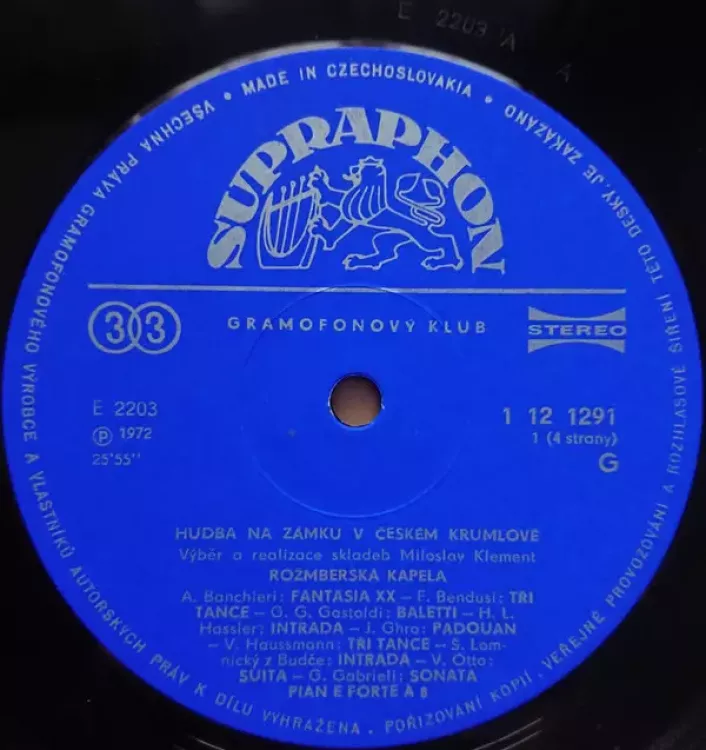 E 2203 A
VŠECHNA PRÁVA GRAMOFONOVÉHO VÝROBCE A VLASTNÍKŮ AUTORSKÝCH PRÁV K DÍLU VYHRAŽENA. POŘIZOVÁNÍ KOPIÍ, VEŘEJNÉ PROVOZOVÁNÍ A ROZHLASOVÉ ŠÍŘENÍ TÉTO DESKY JE ZAKÁZÁNO • MADE IN CZECHOSLOVAKIA •
SUPRAPHON
33 GRAMOFONOVÝ KLUB STEREO
E 2203 1 12 1291
Ⓟ 1972 1 (4 strany)
25'55" G
HUDBA NA ZÁMKU V ČESKÉM KRUMLOVĚ
Výběr a realizace skladeb Miloslav Klement
ROŽMBERSKÁ KAPELA
A. Banchieri: FANTASIA XX – F. Bendusi: TŘI
TANCE – G. G. Gastoldi: BALETTI – H. L.
Hassler: INTRADA – J. Ghro: PADOUAN
– V. Haussmann: TŘI TANCE – S. Lom-
nický z Budče: INTRADA – V. Otto:
SUITA – G. Gabrieli: SONATA
PIAN E FORTE A 8